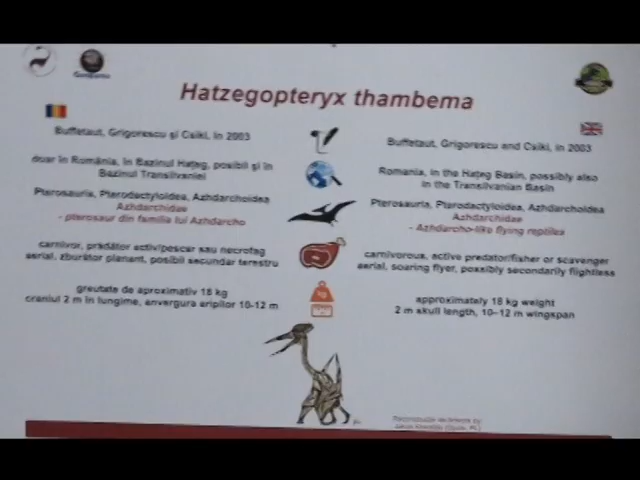 Hatzegopteryx thambema
Buffetaut, Grigorescu și Csiki, în 2003
doar în România, în Bazinul Hațeg, posibil și în
Bazinul Transilvaniei
Pterosauria, Pterodactyloidea, Azhdarchoidea
Azhdarchidae
- pterosaur din familia lui Azhdarcho
carnivor, prădător activ/pescar sau necrofag
aerial, zburător planant, posibil secundar terestru
greutate de aproximativ 18 kg
craniul 2 m în lungime, envergura aripilor 10-12 m
Buffetaut, Grigorescu and Csiki, in 2003
Romania, in the Hațeg Basin, possibly also
in the Transilvanian Basin
Pterosauria, Pterodactyloidea, Azhdarchoidea
Azhdarchidae
- Azhdarcho-like flying reptiles
carnivorous, active predator/fisher or scavenger
aerial, soaring flyer, possibly secondarily flightless
approximately 18 kg weight
2 m skull length, 10–12 m wingspan
kg